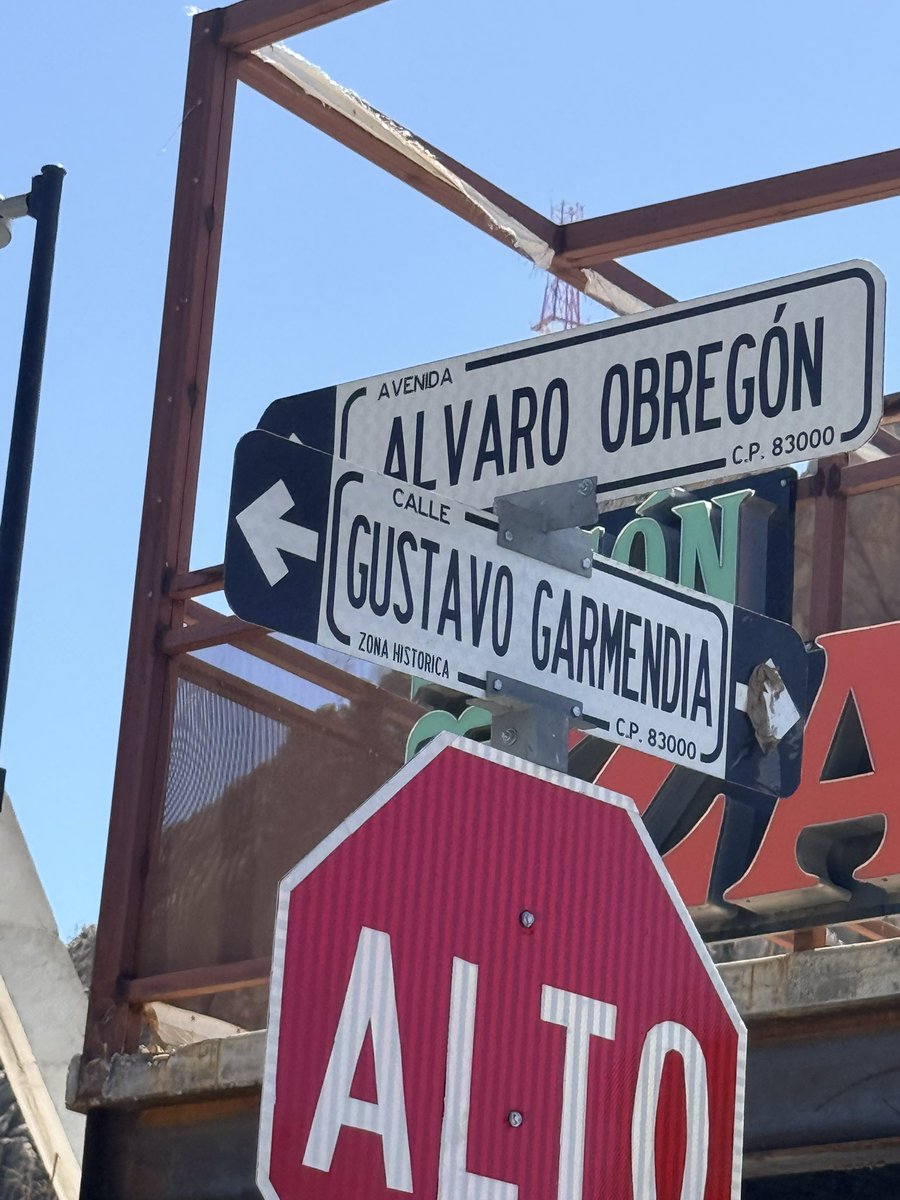 AVENIDA
ALVARO OBREGÓN
C.P. 83000
CALLE
GUSTAVO GARMENDIA
ZONA HISTORICA
C.P. 83000
ALTO